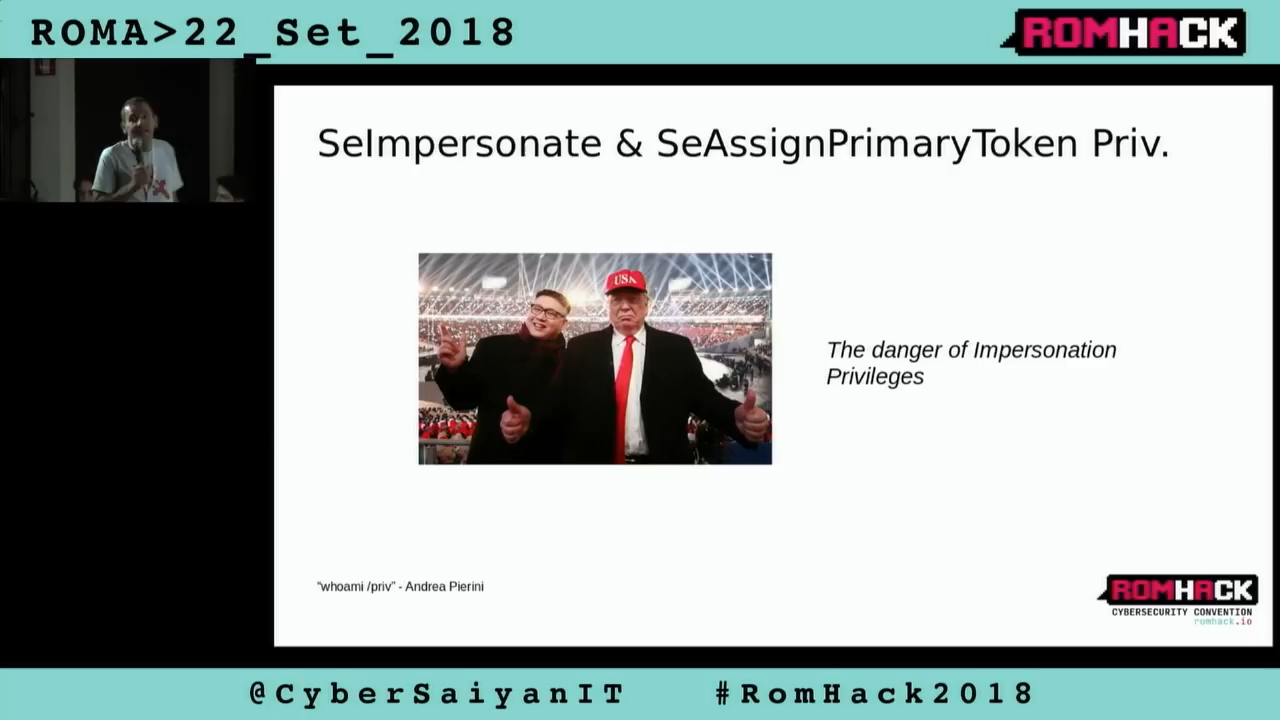 ROMA>22_Set_2018
ROMHACK
SeImpersonate & SeAssignPrimaryToken Priv.
USA
The danger of Impersonation
Privileges
"whoami /priv" - Andrea Pierini
ROMHACK
CYBERSECURITY CONVENTION
romhack.io
@CyberSaiyanIT #RomHack2018